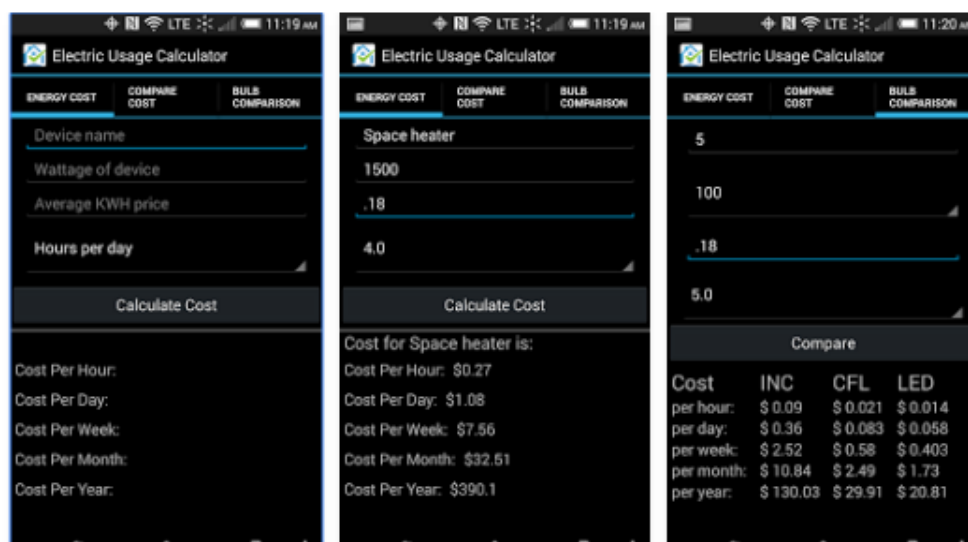 LTE 11:19 AM
Electric Usage Calculator
ENERGY COST COMPARE COST BULB COMPARISON
Device name
Wattage of device
Average KWH price
Hours per day
Calculate Cost
Cost Per Hour:
Cost Per Day:
Cost Per Week:
Cost Per Month:
Cost Per Year:
LTE 11:19 AM
Electric Usage Calculator
ENERGY COST COMPARE COST BULB COMPARISON
Space heater
1500
.18
4.0
Calculate Cost
Cost for Space heater is:
Cost Per Hour: $0.27
Cost Per Day: $1.08
Cost Per Week: $7.56
Cost Per Month: $32.51
Cost Per Year: $390.1
LTE 11:20 AM
Electric Usage Calculator
ENERGY COST COMPARE COST BULB COMPARISON
5
100
.18
5.0
Compare
Cost INC CFL LED
per hour: $ 0.09 $ 0.021 $ 0.014
per day: $ 0.36 $ 0.083 $ 0.058
per week: $ 2.52 $ 0.58 $ 0.403
per month: $ 10.84 $ 2.49 $ 1.73
per year: $ 130.03 $ 29.91 $ 20.81